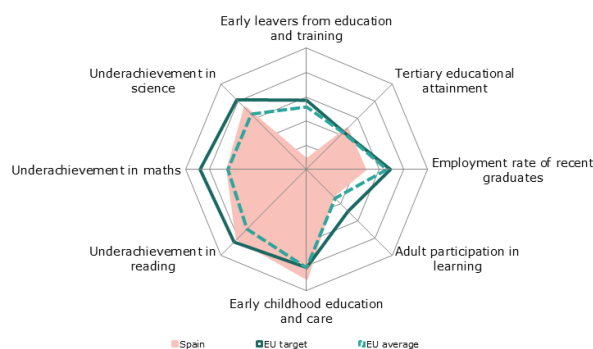 Early leavers from education
and training
Underachievement in
science
Tertiary educational
attainment
Underachievement in maths
Employment rate of recent
graduates
Underachievement in
reading
Adult participation in
learning
Early childhood education
and care
Spain
EU target
EU average